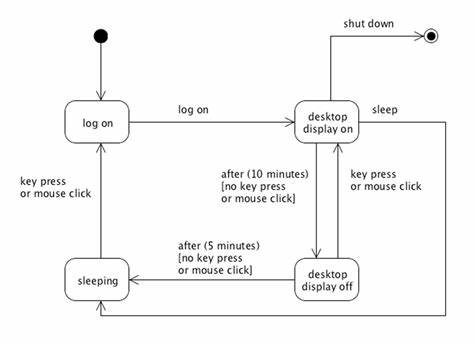 shut down
log on
log on
desktop
display on
sleep
key press
or mouse click
after (10 minutes)
[no key press
or mouse click]
key press
or mouse click
after (5 minutes)
[no key press
or mouse click]
sleeping
desktop
display off